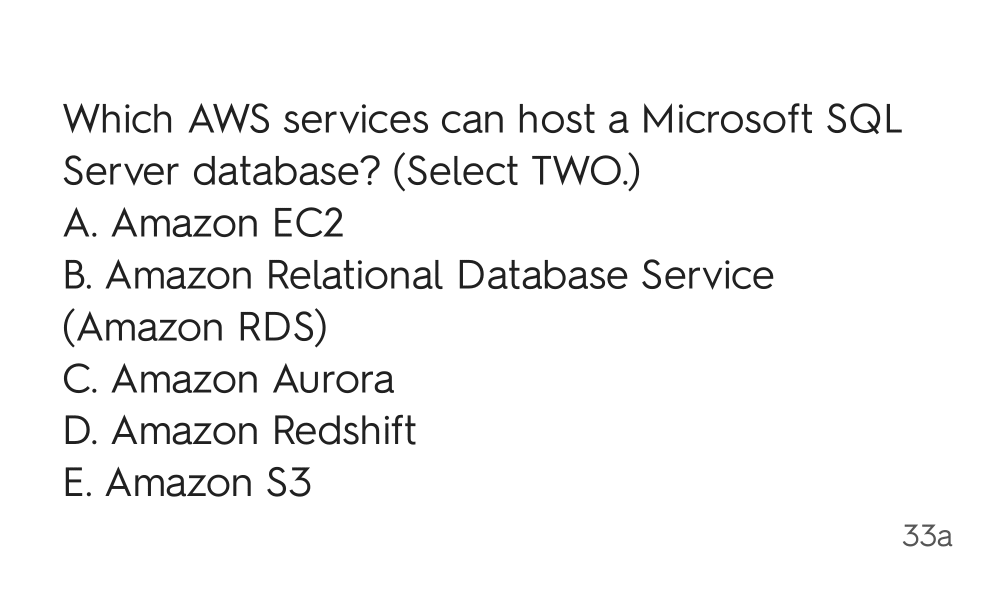 Which AWS services can host a Microsoft SQL
Server database? (Select TWO.)
A. Amazon EC2
B. Amazon Relational Database Service
(Amazon RDS)
C. Amazon Aurora
D. Amazon Redshift
E. Amazon S3
33a